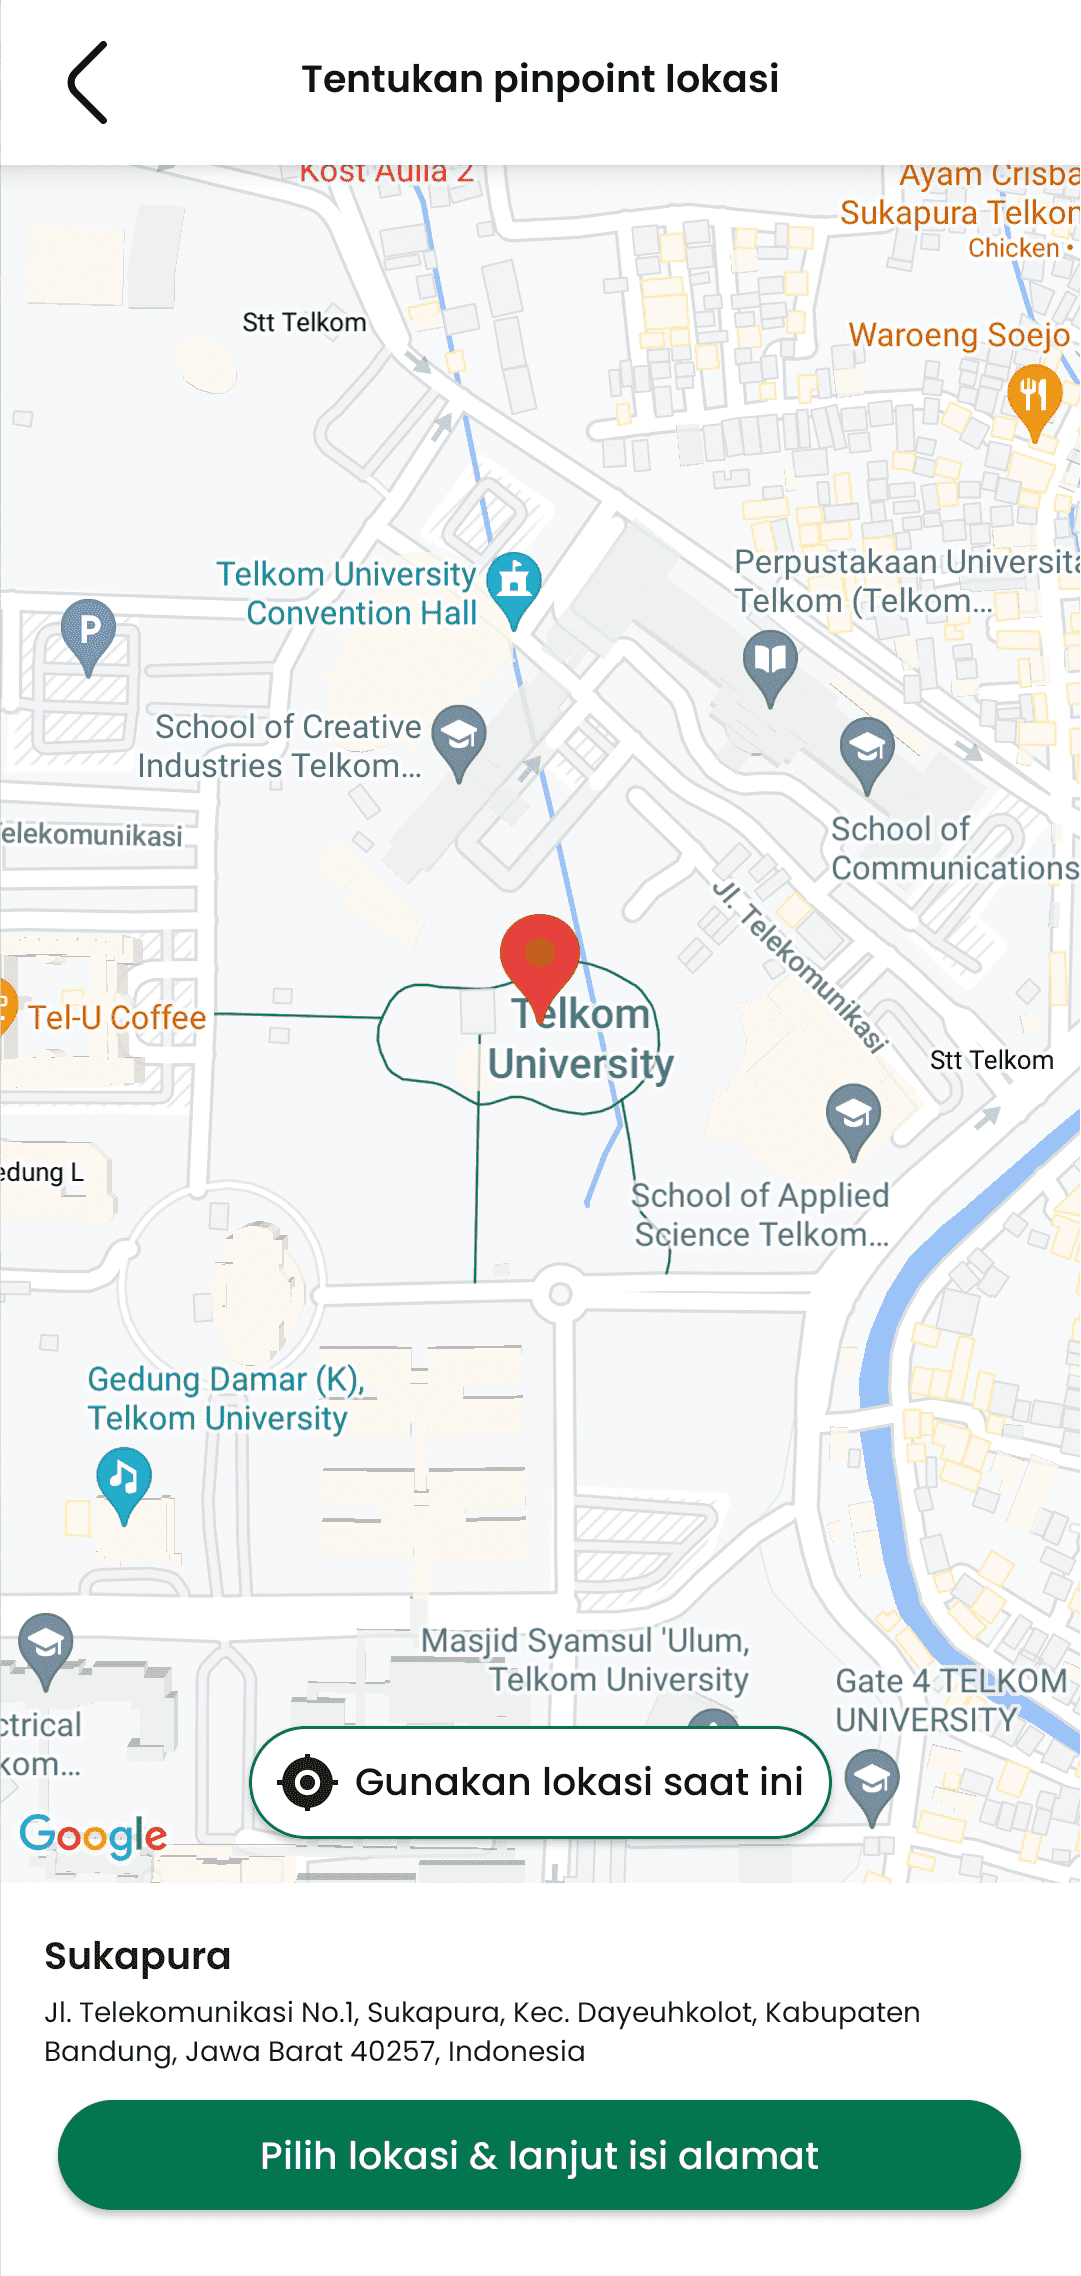 Tentukan pinpoint lokasi
Kost Aulia 2
Ayam Crisba
Sukapura Telkom
Chicken •
Stt Telkom
Waroeng Soejo
Telkom University
Convention Hall
Perpustakaan Universita
Telkom (Telkom...
P
School of Creative
Industries Telkom...
elekomunikasi
School of
Communications
Jl. Telekomunikasi
Tel-U Coffee
Telkom
University
Stt Telkom
edung L
School of Applied
Science Telkom...
Gedung Damar (K),
Telkom University
Masjid Syamsul 'Ulum,
Telkom University
Gate 4 TELKOM
UNIVERSITY
ctrical
kom...
Gunakan lokasi saat ini
Google
Sukapura
Jl. Telekomunikasi No.1, Sukapura, Kec. Dayeuhkolot, Kabupaten
Bandung, Jawa Barat 40257, Indonesia
Pilih lokasi & lanjut isi alamat